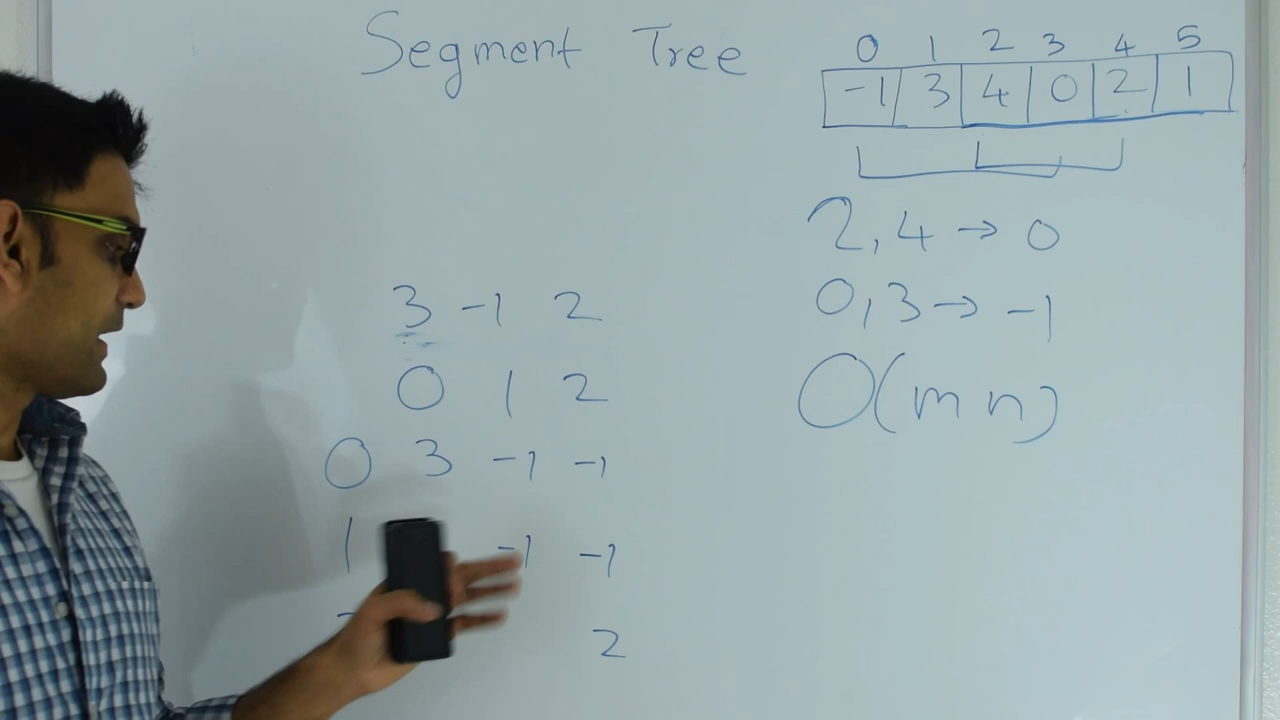 Segment Tree
0 1 2 3 4 5
-1 3 4 0 2 1
2,4 → 0
0,3 → -1
O(mn)
3 -1 2
0 1 2
0 3 -1 -1
1 -1 -1
2